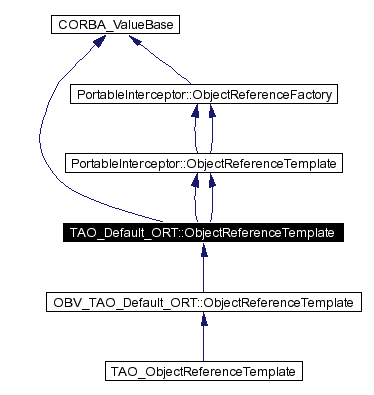 CORBA_ValueBase
PortableInterceptor::ObjectReferenceFactory
PortableInterceptor::ObjectReferenceTemplate
TAO_Default_ORT::ObjectReferenceTemplate
OBV_TAO_Default_ORT::ObjectReferenceTemplate
TAO_ObjectReferenceTemplate